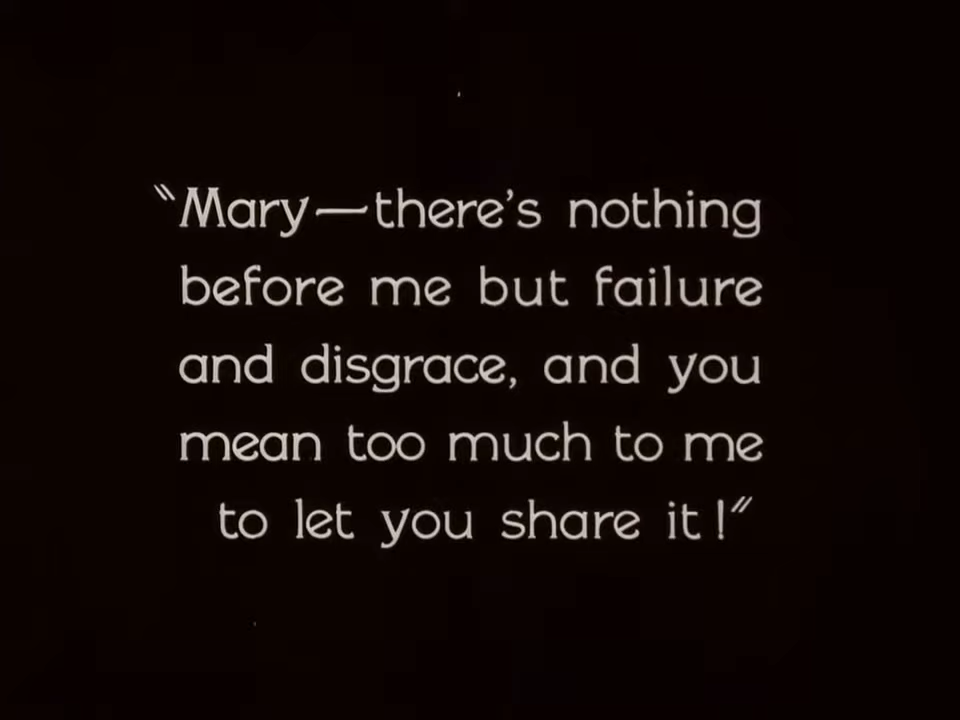 "Mary—there's nothing
before me but failure
and disgrace, and you
mean too much to me
to let you share it!"